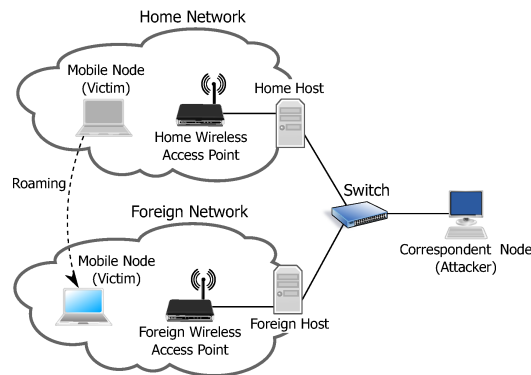 Home Network
Mobile Node
(Victim)
Home Host
Home Wireless
Access Point
Roaming
Switch
Foreign Network
Correspondent Node
(Attacker)
Mobile Node
(Victim)
Foreign Wireless
Access Point
Foreign Host